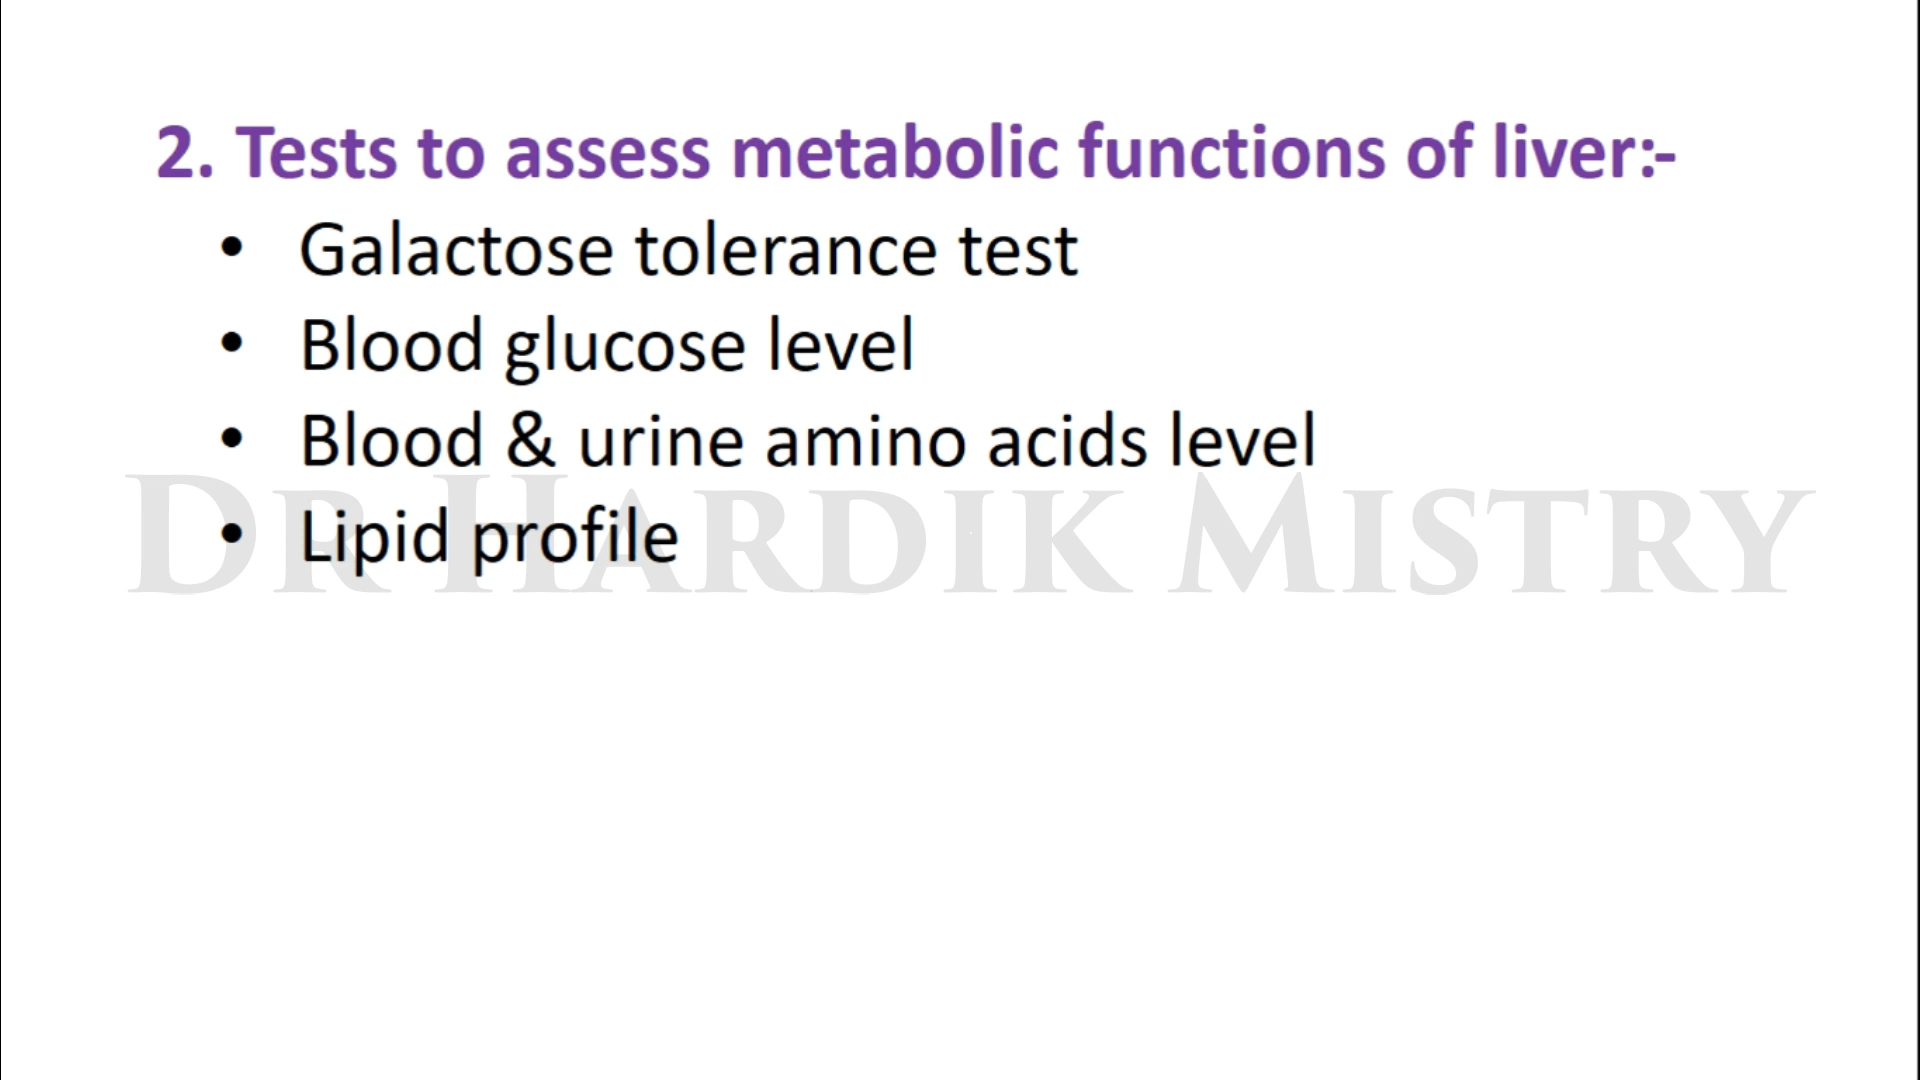 2. Tests to assess metabolic functions of liver:-
• Galactose tolerance test
• Blood glucose level
• Blood & urine amino acids level
• Lipid profile
DR HARDIK MISTRY